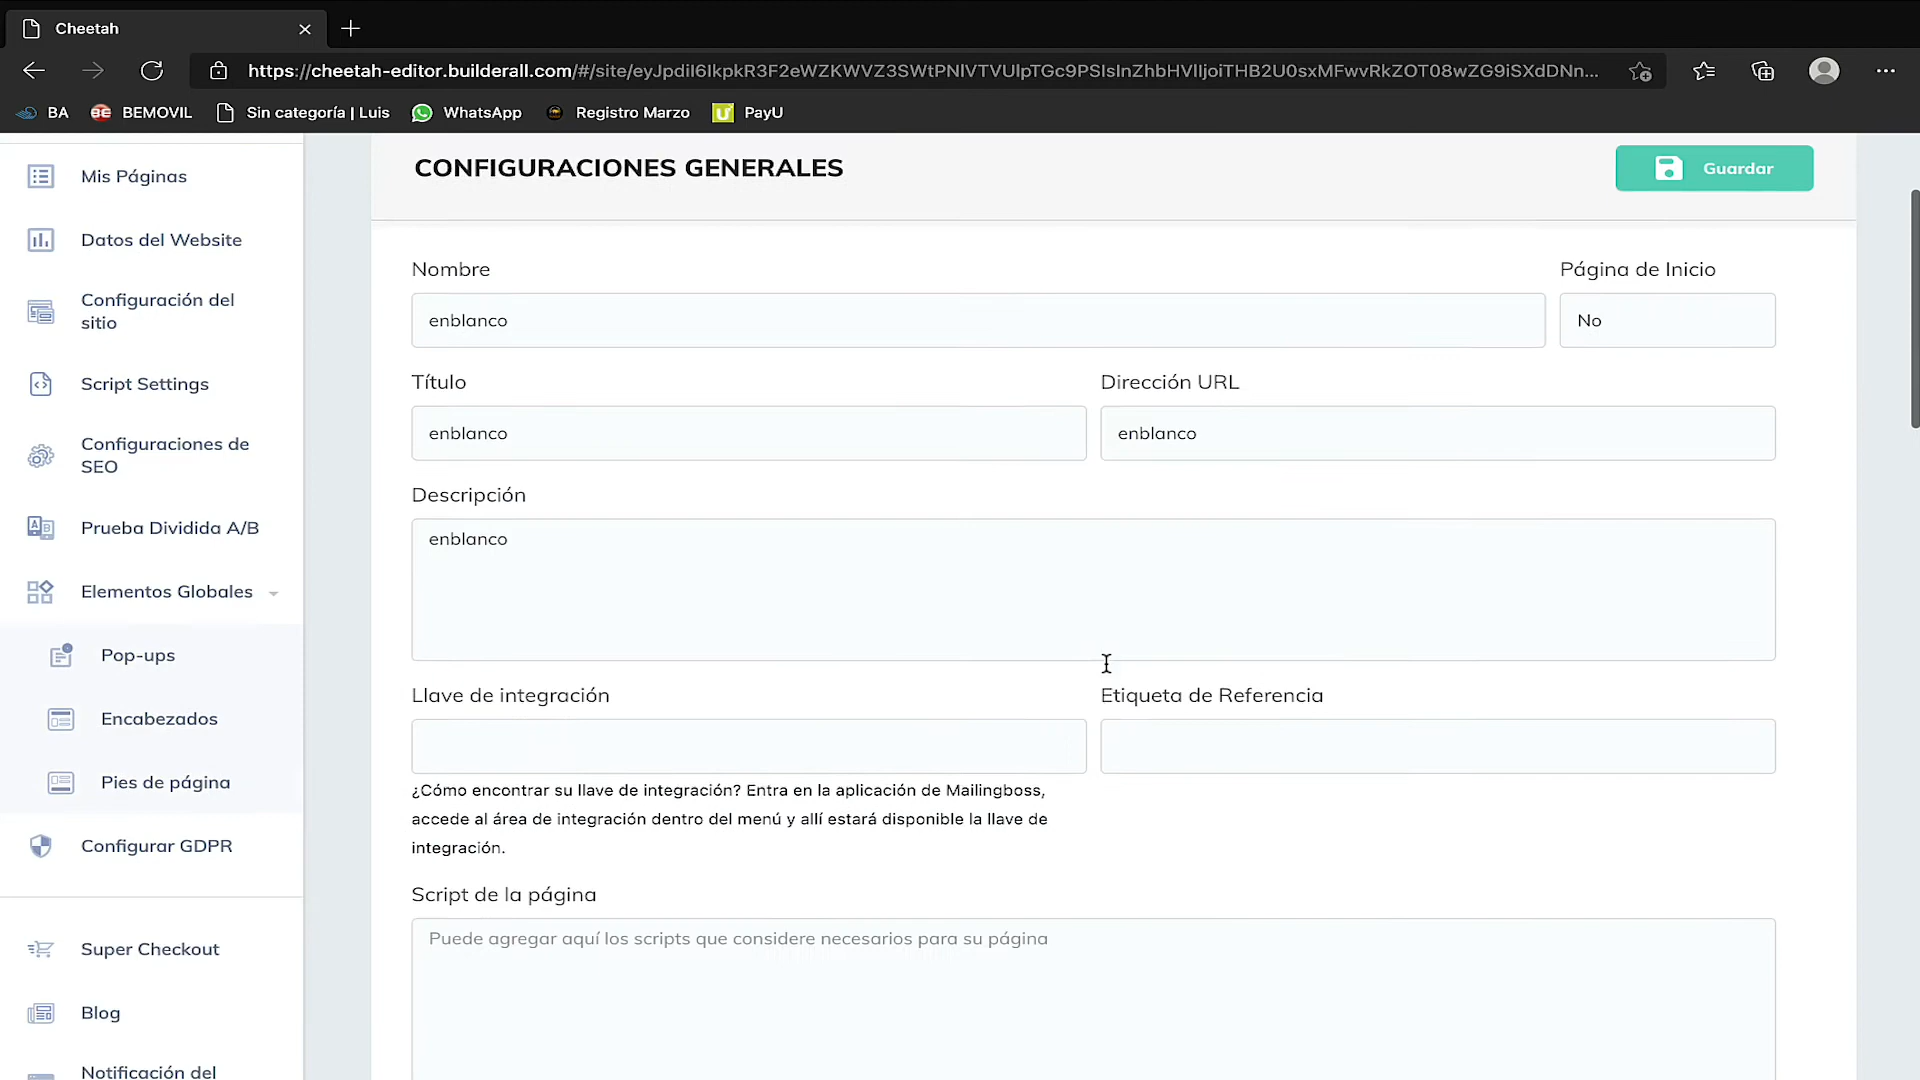 Cheetah
https://cheetah-editor.builderall.com
BA
BEMOVIL
Sin categoría | Luis
WhatsApp
Registro Marzo
PayU
Mis Páginas
Datos del Website
Configuración del
sitio
Script Settings
Configuraciones de
SEO
Prueba Dividida A/B
Elementos Globales
Pop-ups
Encabezados
Pies de página
Configurar GDPR
Super Checkout
Blog
Notificación del
CONFIGURACIONES GENERALES
Guardar
Nombre
Página de Inicio
enblanco
No
Título
Dirección URL
enblanco
enblanco
Descripción
enblanco
Llave de integración
Etiqueta de Referencia
¿Cómo encontrar su llave de integración? Entra en la aplicación de Mailingboss,
accede al área de integración dentro del menú y allí estará disponible la llave de
integración.
Script de la página
Puede agregar aquí los scripts que considere necesarios para su página